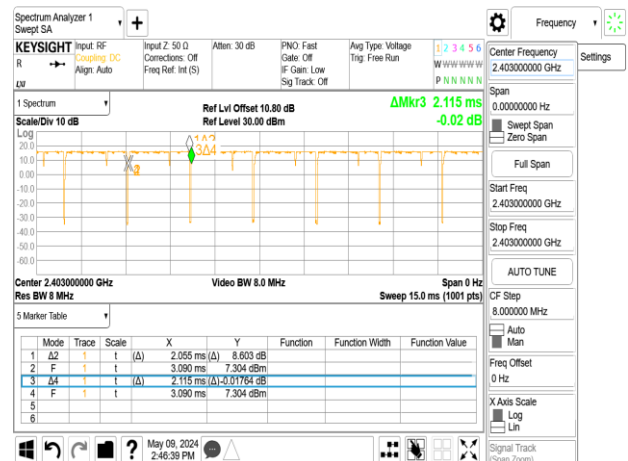 Spectrum Analyzer 1
Swept SA
Frequency
KEYSIGHT
R
LXI
Input: RF
Coupling: DC
Align: Auto
Input Z: 50 Ω
Corrections: Off
Freq Ref: Int (S)
Atten: 30 dB
PNO: Fast
Gate: Off
IF Gain: Low
Sig Track: Off
Avg Type: Voltage
Trig: Free Run
1 2 3 4 5 6
W W W W W W
P N N N N N
Center Frequency
2.403000000 GHz
Settings
Span
0.00000000 Hz
Swept Span
Zero Span
Full Span
Start Freq
2.403000000 GHz
Stop Freq
2.403000000 GHz
AUTO TUNE
CF Step
8.000000 MHz
Auto
Man
Freq Offset
0 Hz
X Axis Scale
Log
Lin
Signal Track
(Span Zoom)
1 Spectrum
Scale/Div 10 dB
Ref Lvl Offset 10.80 dB
Ref Level 30.00 dBm
ΔMkr3 2.115 ms
-0.02 dB
Log
20.0
10.0
0.00
-10.0
-20.0
-30.0
-40.0
-50.0
-60.0
1Δ2
3Δ4
Center 2.403000000 GHz
Res BW 8 MHz
Video BW 8.0 MHz
Span 0 Hz
Sweep 15.0 ms (1001 pts)
5 Marker Table
Mode Trace Scale X Y Function Function Width Function Value
1 Δ2 1 t (Δ) 2.055 ms (Δ) 8.603 dB
2 F 1 t 3.090 ms 7.304 dBm
3 Δ4 1 t (Δ) 2.115 ms (Δ) -0.01764 dB
4 F 1 t 3.090 ms 7.304 dBm
5
6
?
May 09, 2024
2:46:39 PM